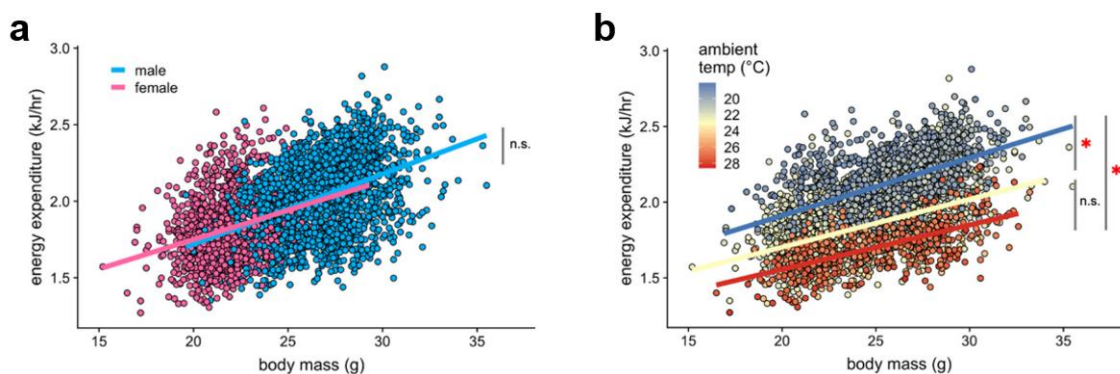 a
3.0
2.5
2.0
1.5
energy expenditure (kJ/hr)
male
female
n.s.
15
20
25
30
35
body mass (g)
b
3.0
2.5
2.0
1.5
energy expenditure (kJ/hr)
ambient
temp (°C)
20
22
24
26
28
*
n.s.
*
15
20
25
30
35
body mass (g)